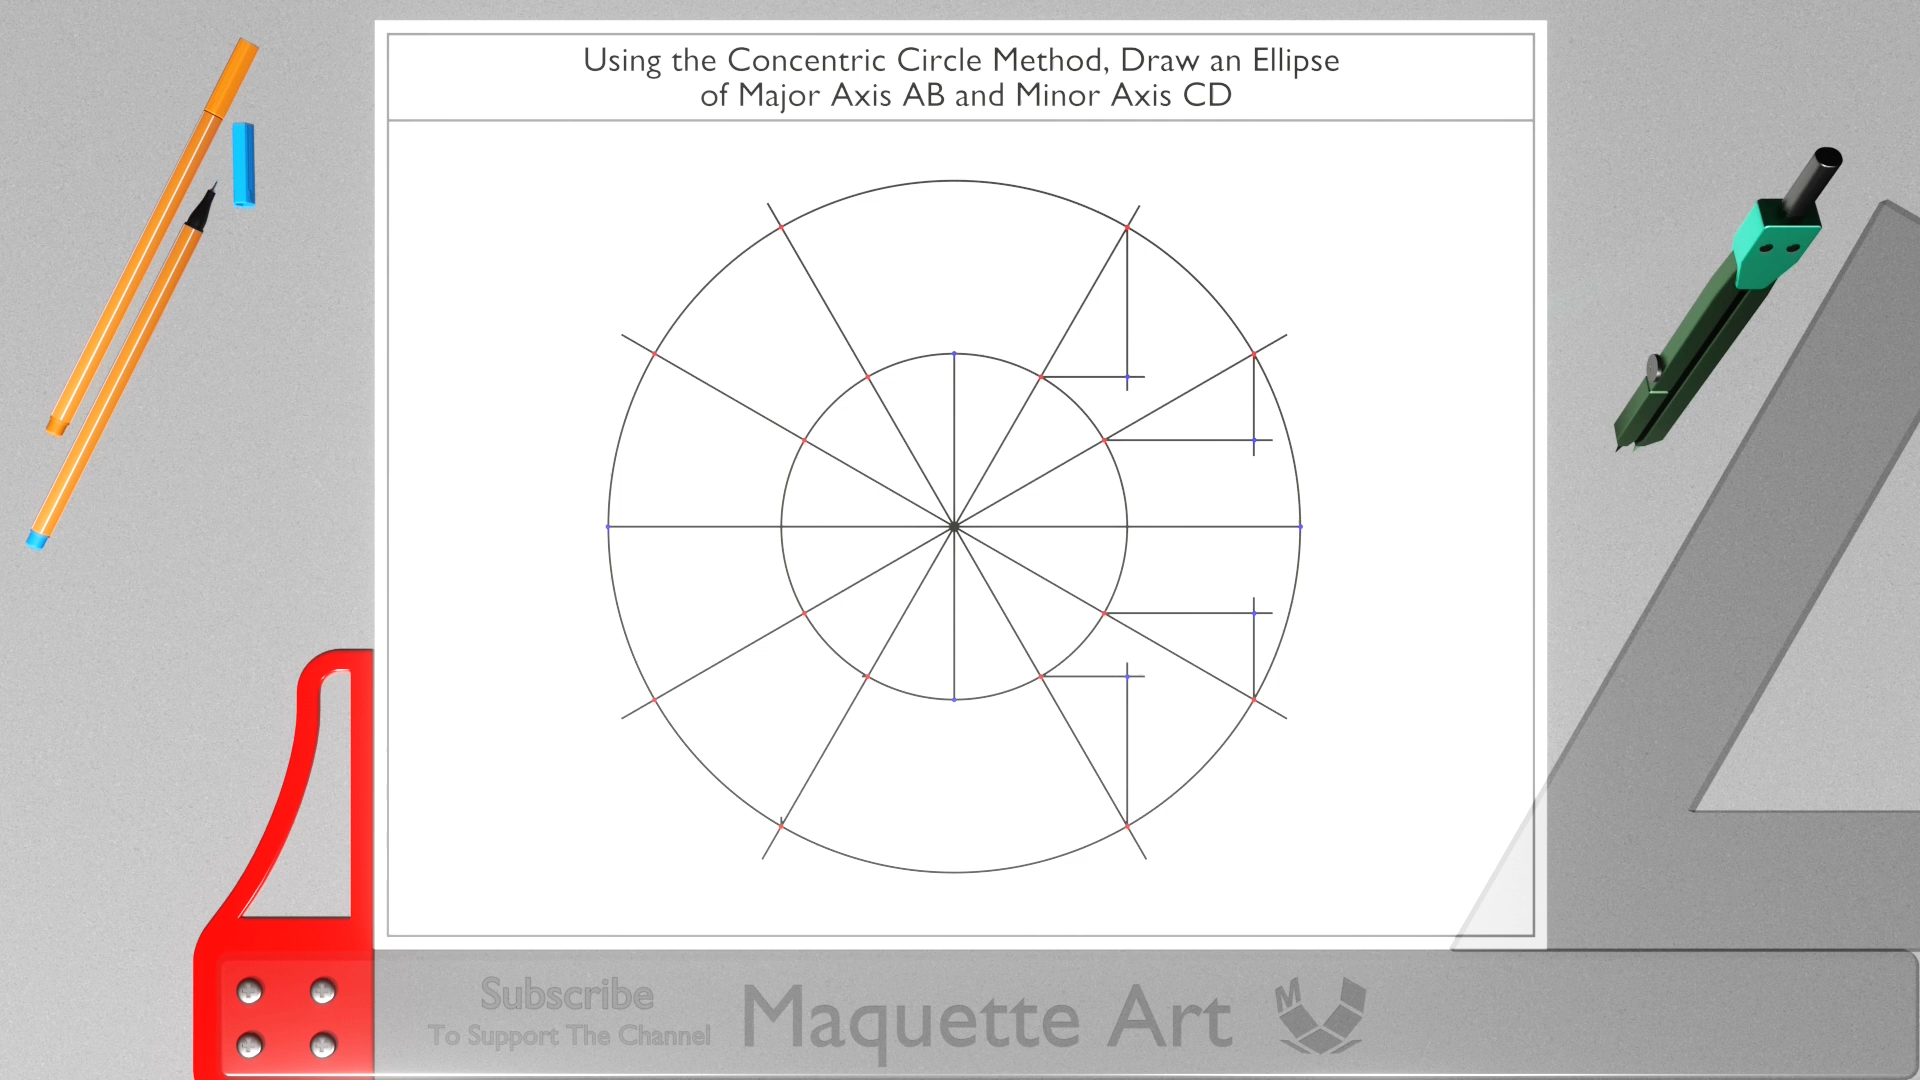 Using the Concentric Circle Method, Draw an Ellipse
of Major Axis AB and Minor Axis CD
Subscribe
To Support The Channel
Maquette Art
M